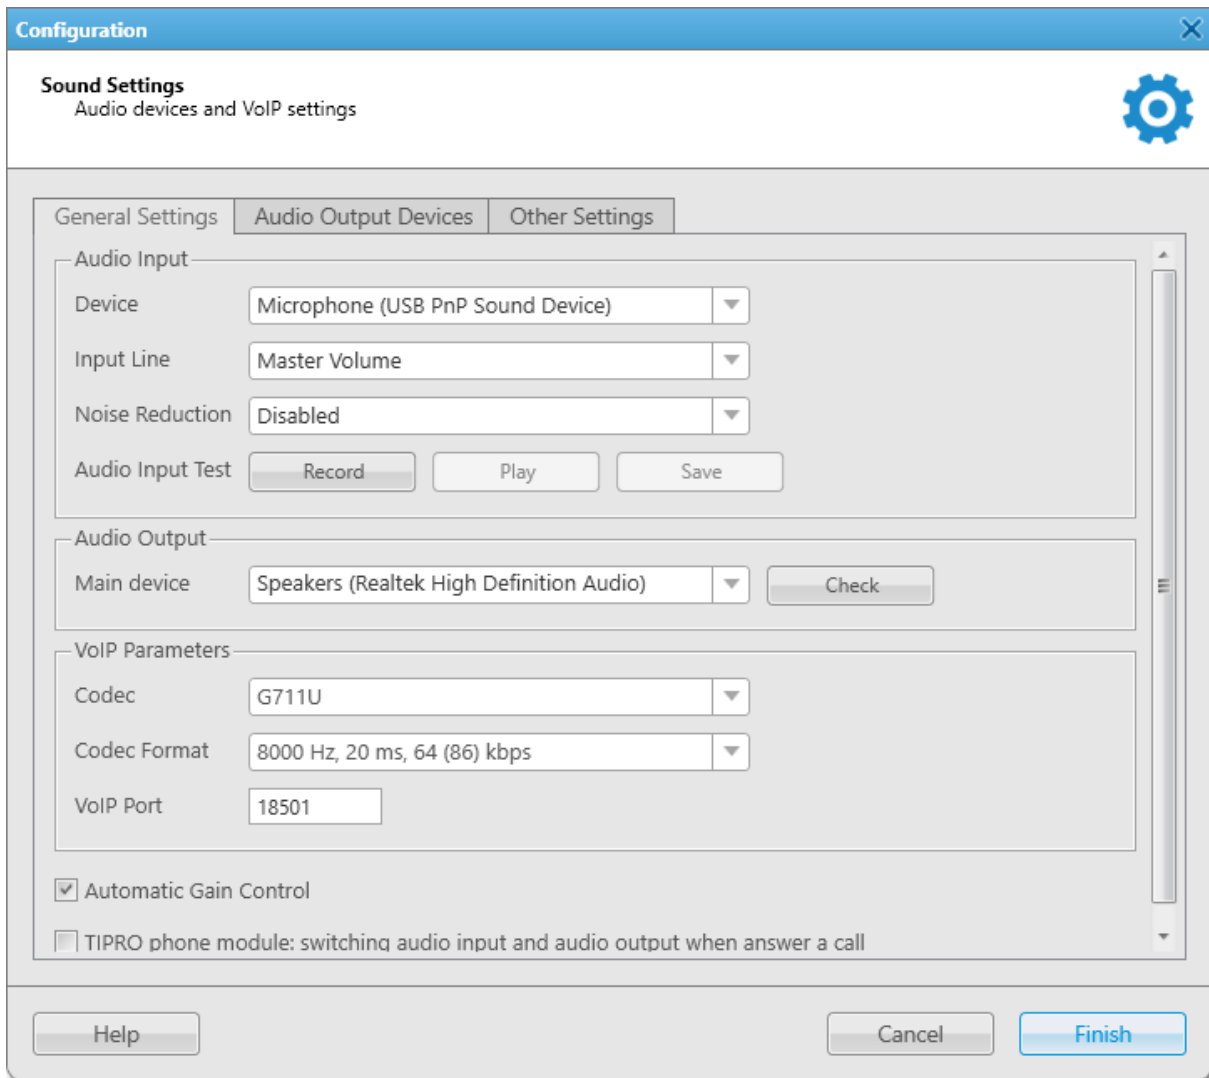 Configuration
Sound Settings
Audio devices and VoIP settings
General Settings Audio Output Devices Other Settings
Audio Input
Device Microphone (USB PnP Sound Device)
Input Line Master Volume
Noise Reduction Disabled
Audio Input Test Record Play Save
Audio Output
Main device Speakers (Realtek High Definition Audio) Check
VoIP Parameters
Codec G711U
Codec Format 8000 Hz, 20 ms, 64 (86) kbps
VoIP Port 18501
Automatic Gain Control
TIPRO phone module: switching audio input and audio output when answer a call
Help Cancel Finish